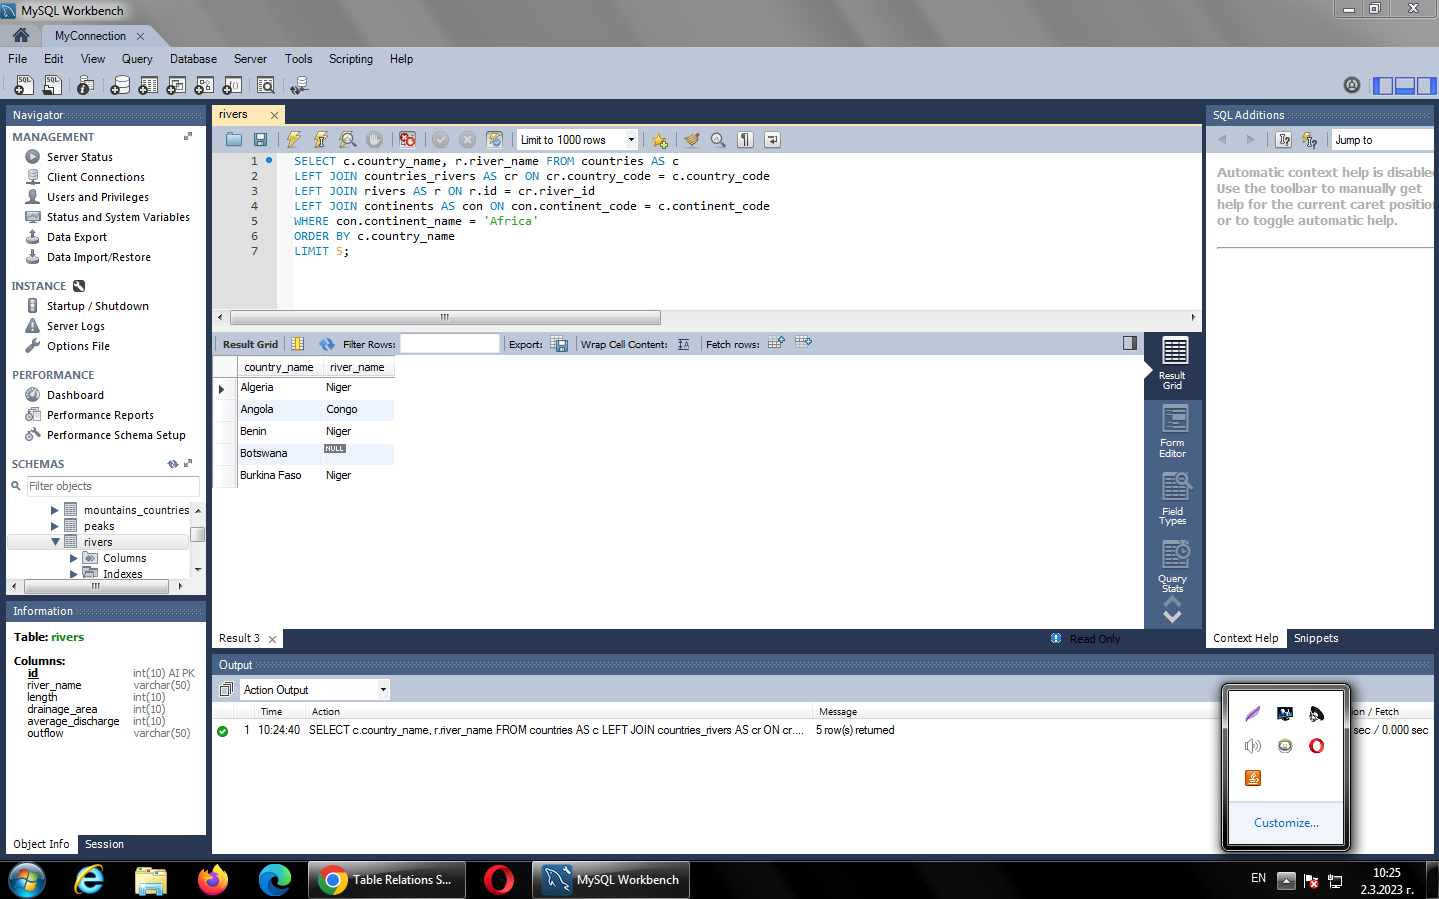 MySQL Workbench
MyConnection
File Edit View Query Database Server Tools Scripting Help
Navigator
MANAGEMENT
Server Status
Client Connections
Users and Privileges
Status and System Variables
Data Export
Data Import/Restore
INSTANCE
Startup / Shutdown
Server Logs
Options File
PERFORMANCE
Dashboard
Performance Reports
Performance Schema Setup
SCHEMAS
Filter objects
mountains_countries
peaks
rivers
Columns
Indexes
Information
Table: rivers
Columns:
id int(10) AI PK
river_name varchar(50)
length int(10)
drainage_area int(10)
average_discharge int(10)
outflow varchar(50)
Object Info Session
rivers
Limit to 1000 rows
1 SELECT c.country_name, r.river_name FROM countries AS c
2 LEFT JOIN countries_rivers AS cr ON cr.country_code = c.country_code
3 LEFT JOIN rivers AS r ON r.id = cr.river_id
4 LEFT JOIN continents AS con ON con.continent_code = c.continent_code
5 WHERE con.continent_name = 'Africa'
6 ORDER BY c.country_name
7 LIMIT 5;
Result Grid Filter Rows: Export: Wrap Cell Content: Fetch rows:
country_name river_name
Algeria Niger
Angola Congo
Benin Niger
Botswana NULL
Burkina Faso Niger
Result Grid
Form Editor
Field Types
Query Stats
Result 3
Read Only
SQL Additions
Jump to
Automatic context help is disabled
Use the toolbar to manually get
help for the current caret position
or to toggle automatic help.
Context Help Snippets
Output
Action Output
Time Action Message ion / Fetch
1 10:24:40 SELECT c.country_name, r.river_name FROM countries AS c LEFT JOIN countries_rivers AS cr ON cr.... 5 row(s) returned sec / 0.000 sec
Customize...
Table Relations S...
MySQL Workbench
EN
10:25
2.3.2023 г.